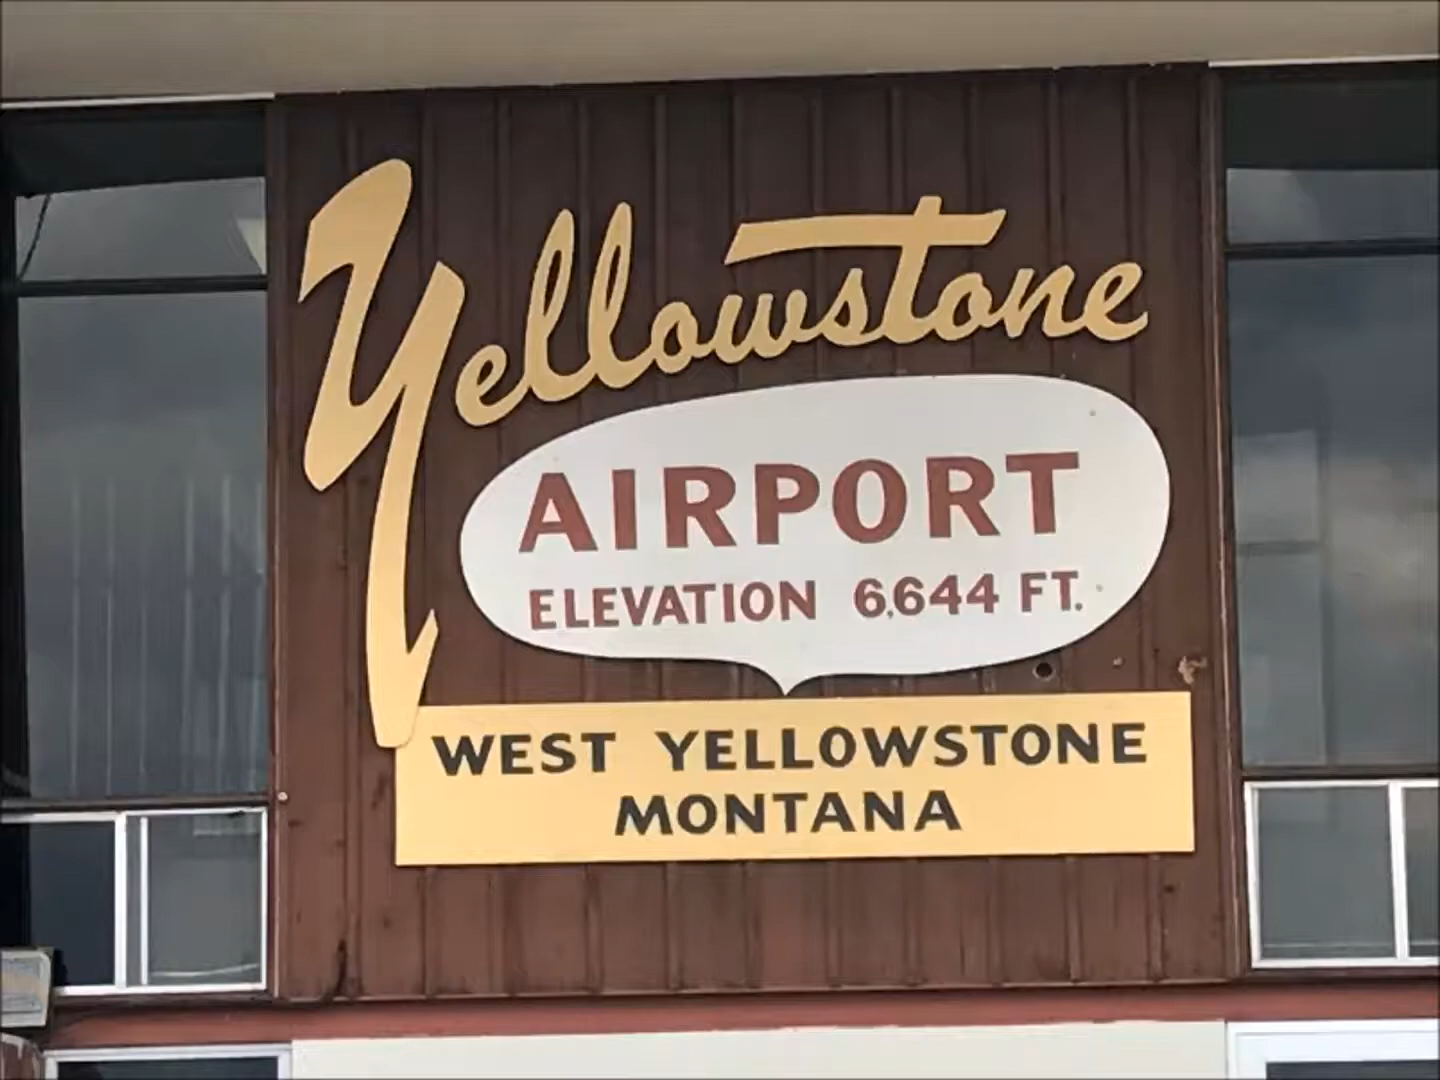 Yellowstone
AIRPORT
ELEVATION 6,644 FT.
WEST YELLOWSTONE
MONTANA